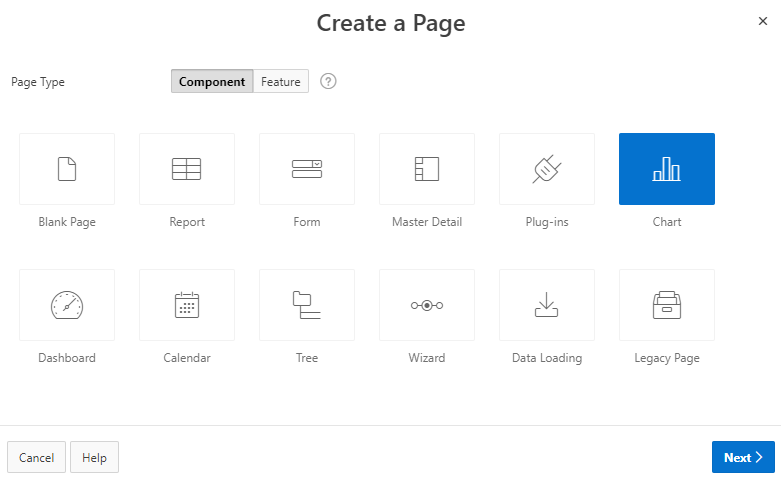 Create a Page
Page Type
Component Feature
Blank Page Report Form Master Detail Plug-ins Chart
Dashboard Calendar Tree Wizard Data Loading Legacy Page
Cancel Help Next